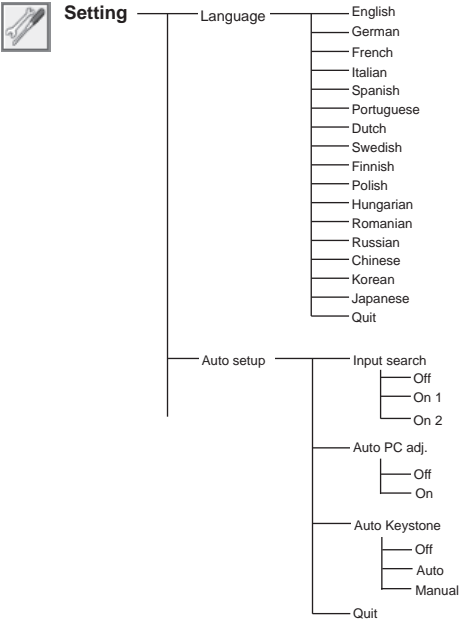 Setting
Language
English
German
French
Italian
Spanish
Portuguese
Dutch
Swedish
Finnish
Polish
Hungarian
Romanian
Russian
Chinese
Korean
Japanese
Quit
Auto setup
Input search
Off
On 1
On 2
Auto PC adj.
Off
On
Auto Keystone
Off
Auto
Manual
Quit